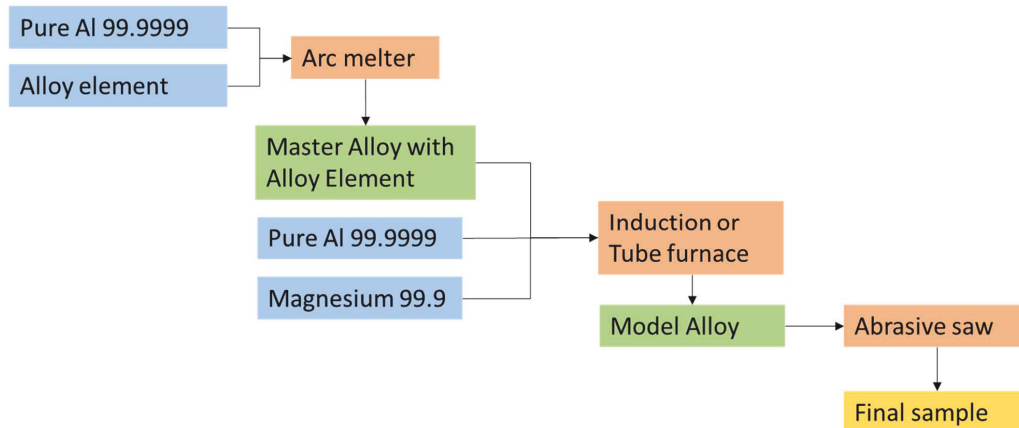 Pure Al 99.9999
Alloy element
Arc melter
Master Alloy with
Alloy Element
Pure Al 99.9999
Magnesium 99.9
Induction or
Tube furnace
Model Alloy
Abrasive saw
Final sample